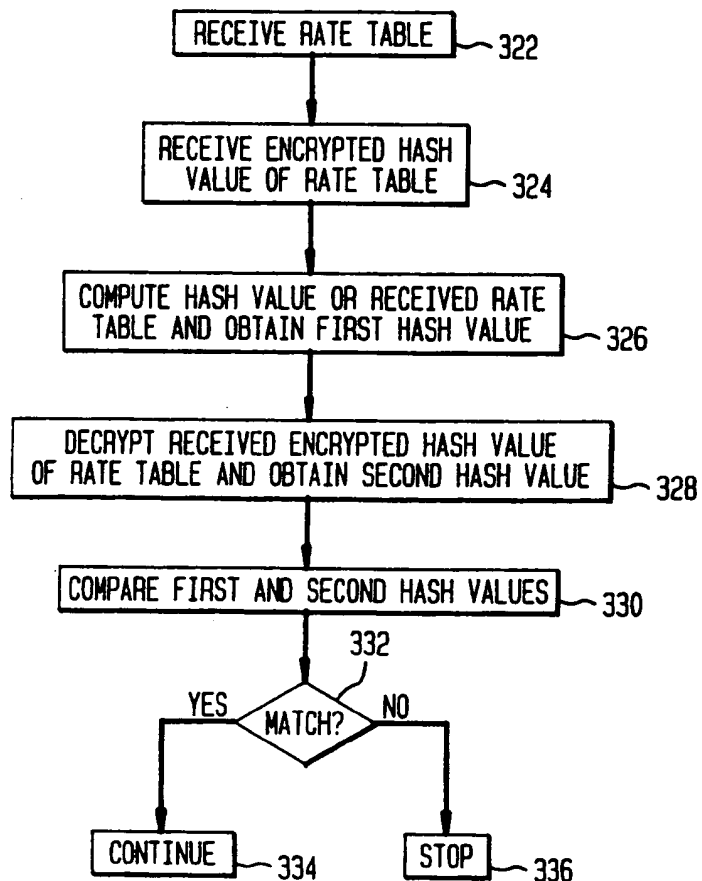 RECEIVE RATE TABLE
322
RECEIVE ENCRYPTED HASH
VALUE OF RATE TABLE
324
COMPUTE HASH VALUE OR RECEIVED RATE
TABLE AND OBTAIN FIRST HASH VALUE
326
DECRYPT RECEIVED ENCRYPTED HASH VALUE
OF RATE TABLE AND OBTAIN SECOND HASH VALUE
328
COMPARE FIRST AND SECOND HASH VALUES
330
332
YES
MATCH?
NO
CONTINUE
334
STOP
336